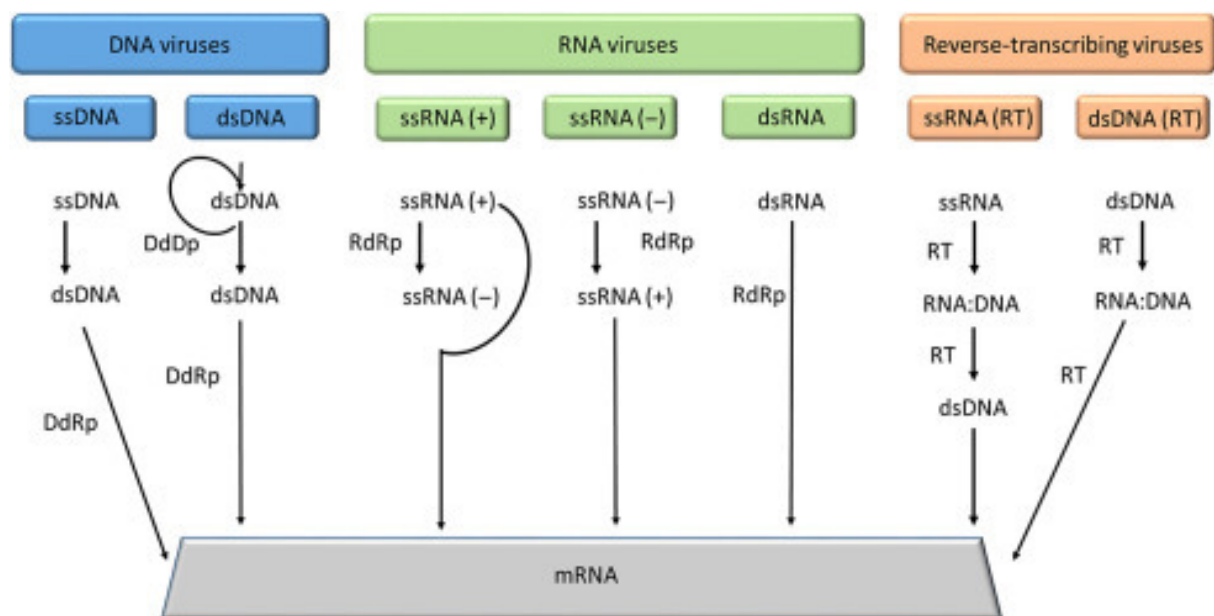 DNA viruses
RNA viruses
Reverse-transcribing viruses
ssDNA
dsDNA
ssRNA (+)
ssRNA (–)
dsRNA
ssRNA (RT)
dsDNA (RT)
ssDNA
dsDNA
ssRNA (+)
ssRNA (–)
dsRNA
ssRNA
dsDNA
DdDp
RdRp
RdRp
RT
RT
dsDNA
dsDNA
ssRNA (–)
ssRNA (+)
RdRp
RNA:DNA
RNA:DNA
DdRp
RT
RT
DdRp
dsDNA
mRNA